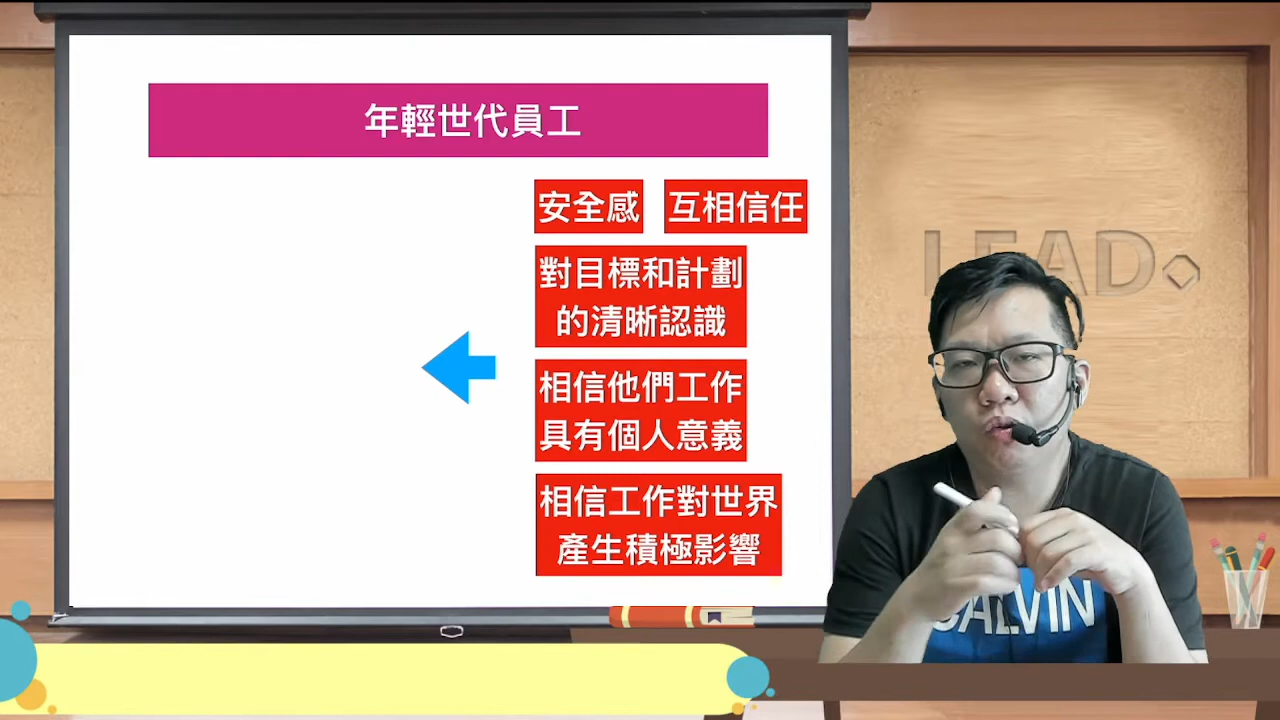 年輕世代員工
安全感 互相信任
對目標和計劃
的清晰認識
相信他們工作
具有個人意義
相信工作對世界
產生積極影響
LEAD
CALVIN